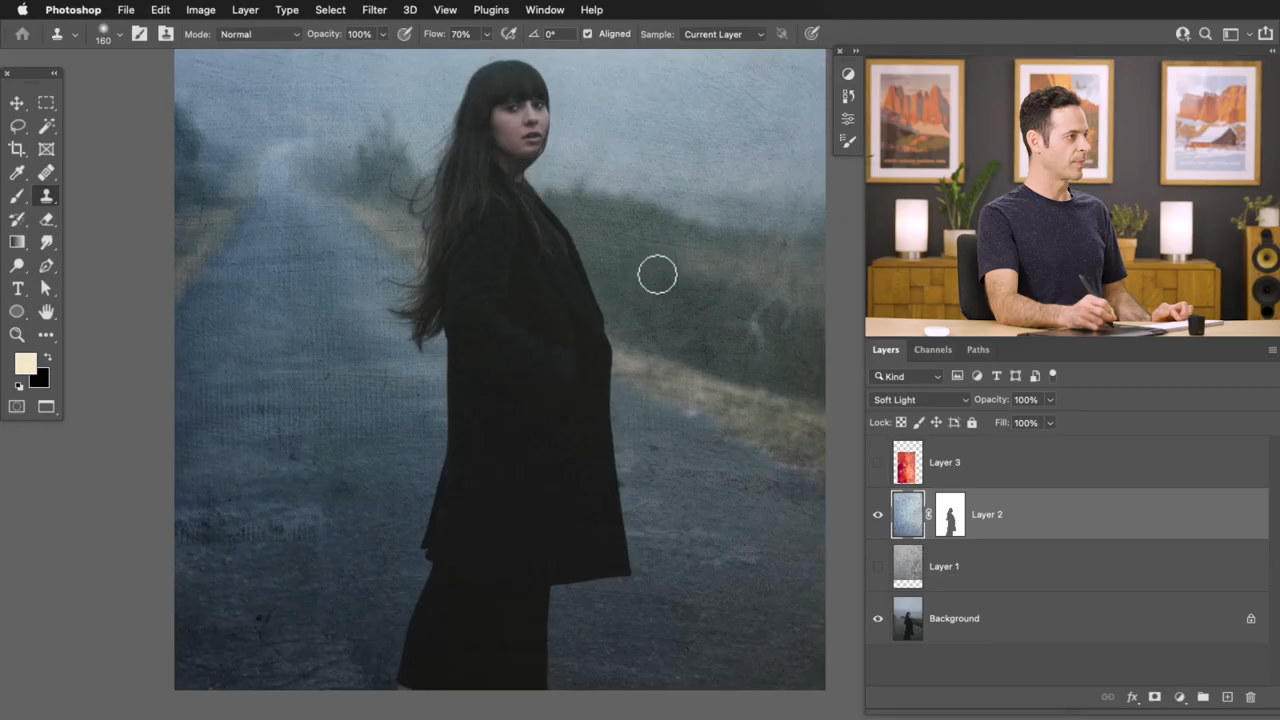 Photoshop File Edit Image Layer Type Select Filter 3D View Plugins Window Help
160 Mode: Normal Opacity: 100% Flow: 70% 0° Aligned Sample: Current Layer
Layers Channels Paths
Kind
Soft Light Opacity: 100%
Lock: Fill: 100%
Layer 3
Layer 2
Layer 1
Background